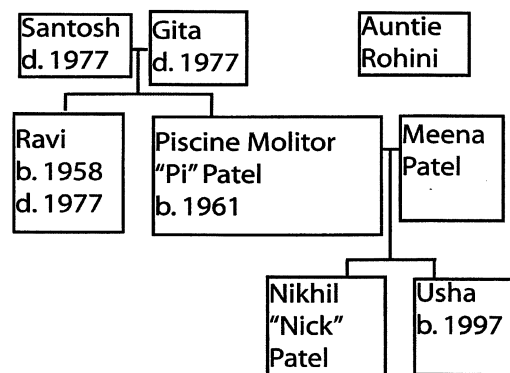 Santosh
d. 1977
Gita
d. 1977
Auntie
Rohini
Ravi
b. 1958
d. 1977
Piscine Molitor
“Pi” Patel
b. 1961
Meena
Patel
Nikhil
“Nick”
Patel
Usha
b. 1997